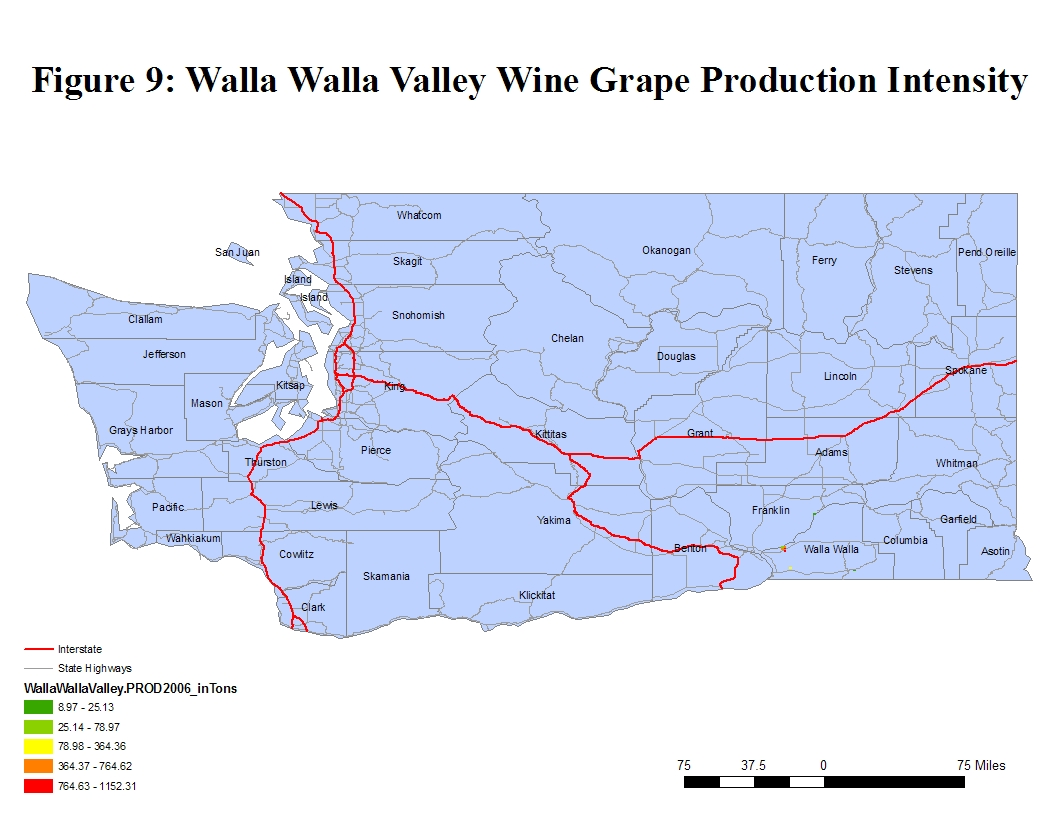 Figure 9: Walla Walla Valley Wine Grape Production Intensity
Whatcom
San Juan
Skagit
Okanogan
Ferry
Stevens
Pend Oreille
Island
Island
Clallam
Snohomish
Chelan
Jefferson
Douglas
Lincoln
Spokane
Kitsap
King
Mason
Grays Harbor
Kittitas
Grant
Pierce
Adams
Thurston
Whitman
Pacific
Lewis
Yakima
Franklin
Garfield
Wahkiakum
Cowlitz
Benton
Walla Walla
Columbia
Asotin
Skamania
Klickitat
Clark
Interstate
State Highways
WallaWallaValley.PROD2006_inTons
8.97 - 25.13
25.14 - 78.97
78.98 - 364.36
364.37 - 764.62
764.63 - 1152.31
75 37.5 0 75 Miles